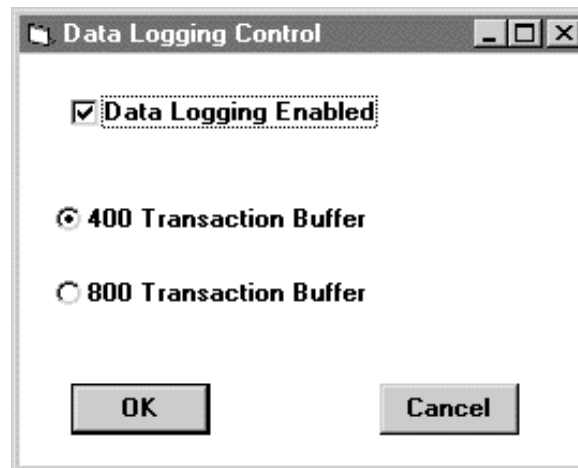 Data Logging Control
Data Logging Enabled
400 Transaction Buffer
800 Transaction Buffer
OK
Cancel